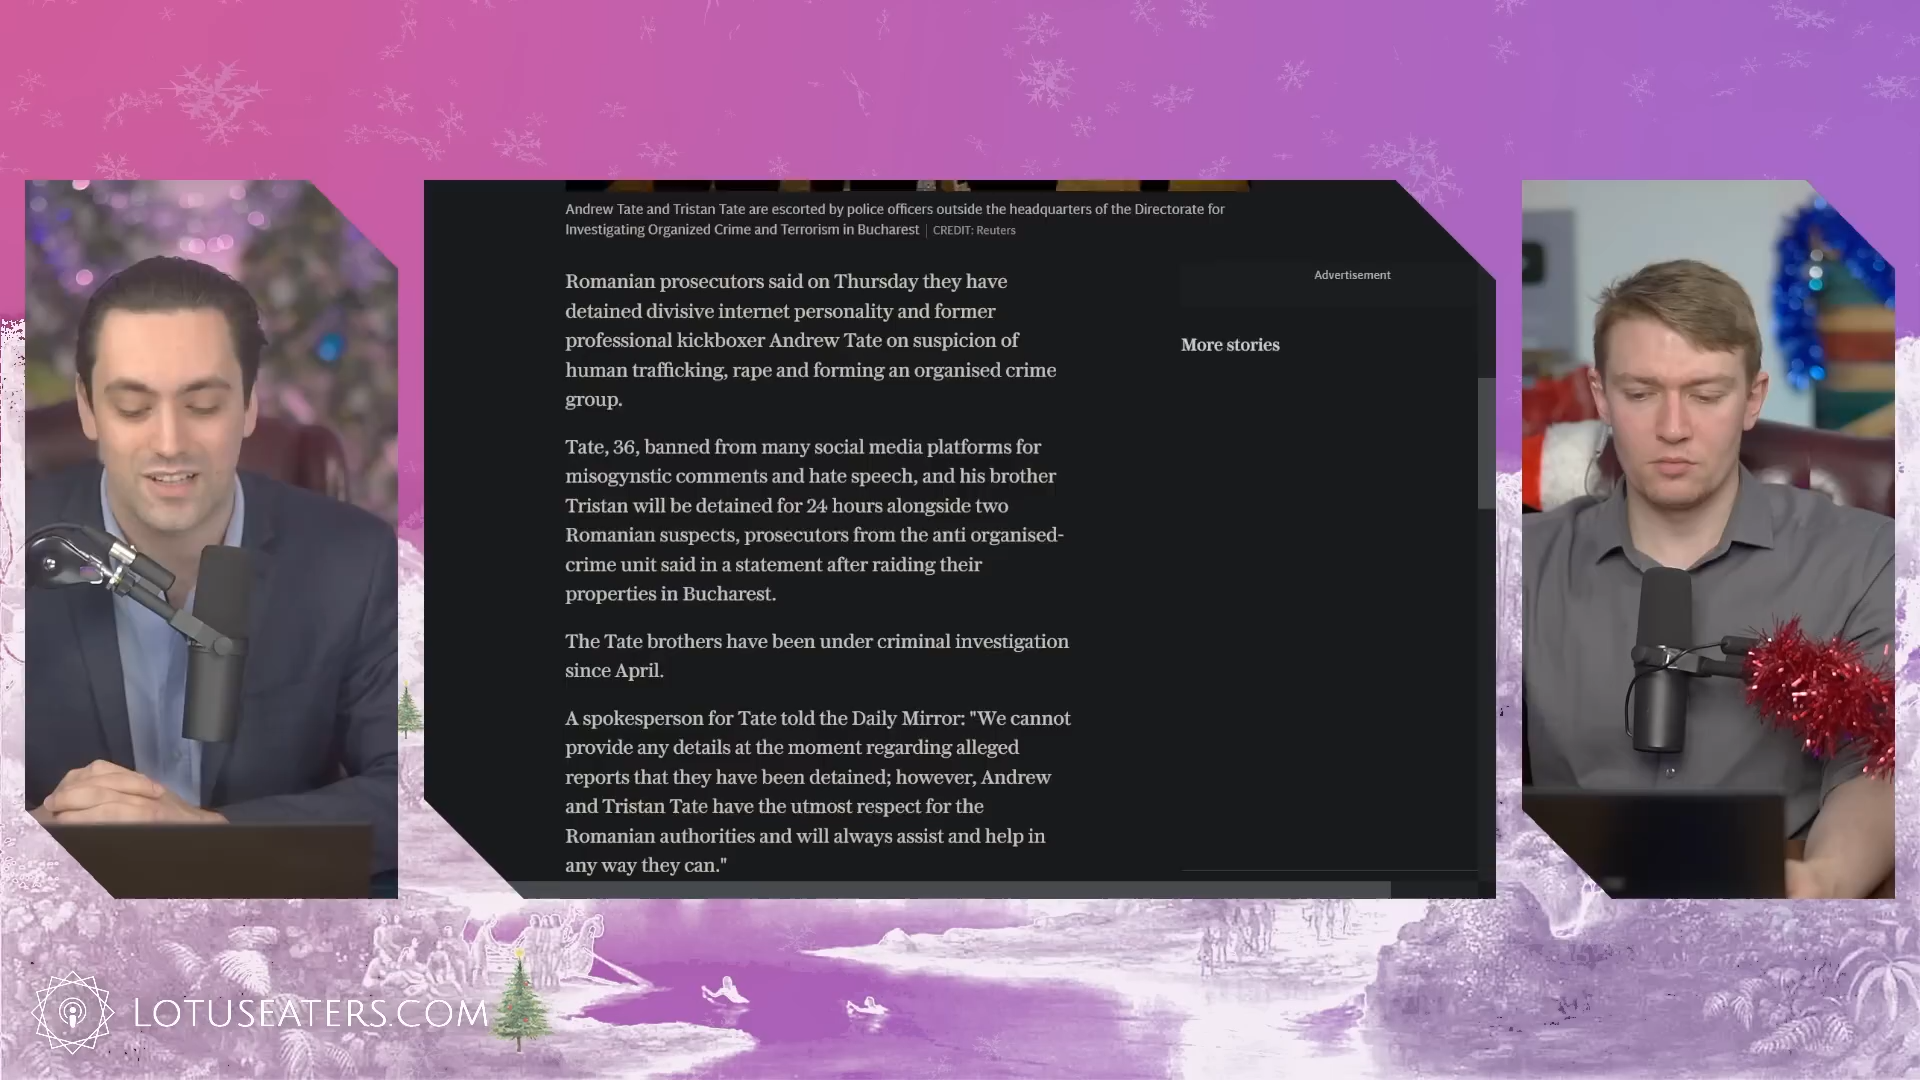 Andrew Tate and Tristan Tate are escorted by police officers outside the headquarters of the Directorate for
Investigating Organized Crime and Terrorism in Bucharest | CREDIT: Reuters
Romanian prosecutors said on Thursday they have
detained divisive internet personality and former
professional kickboxer Andrew Tate on suspicion of
human trafficking, rape and forming an organised crime
group.
Tate, 36, banned from many social media platforms for
misogynstic comments and hate speech, and his brother
Tristan will be detained for 24 hours alongside two
Romanian suspects, prosecutors from the anti organised-
crime unit said in a statement after raiding their
properties in Bucharest.
The Tate brothers have been under criminal investigation
since April.
A spokesperson for Tate told the Daily Mirror: "We cannot
provide any details at the moment regarding alleged
reports that they have been detained; however, Andrew
and Tristan Tate have the utmost respect for the
Romanian authorities and will always assist and help in
any way they can."
Advertisement
More stories
LOTUSEATERS.COM